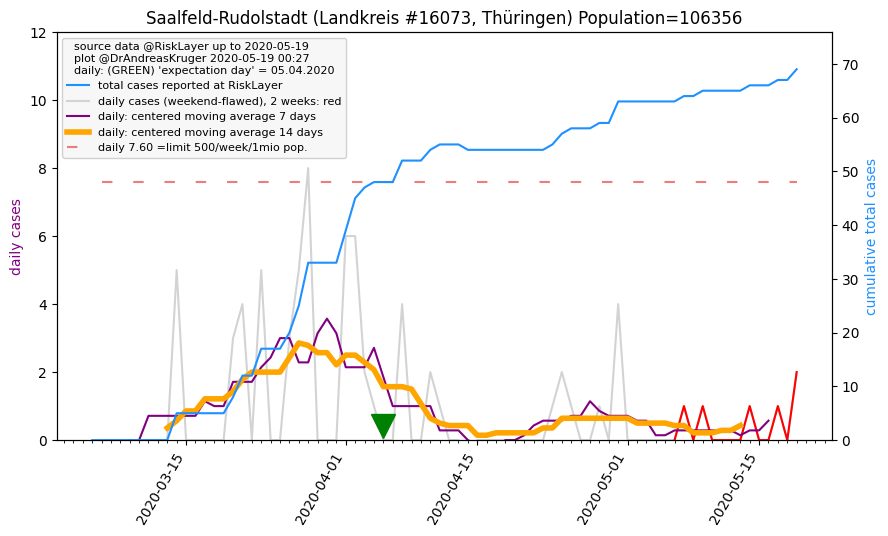 Saalfeld-Rudolstadt (Landkreis #16073, Thüringen) Population=106356
source data @RiskLayer up to 2020-05-19
plot @DrAndreasKruger 2020-05-19 00:27
daily: (GREEN) 'expectation day' = 05.04.2020
total cases reported at RiskLayer
daily cases (weekend-flawed), 2 weeks: red
daily: centered moving average 7 days
daily: centered moving average 14 days
daily 7.60 =limit 500/week/1mio pop.
daily cases
12
10
8
6
4
2
0
70
60
50
40
30
20
10
0
cumulative total cases
2020-03-15
2020-04-01
2020-04-15
2020-05-01
2020-05-15